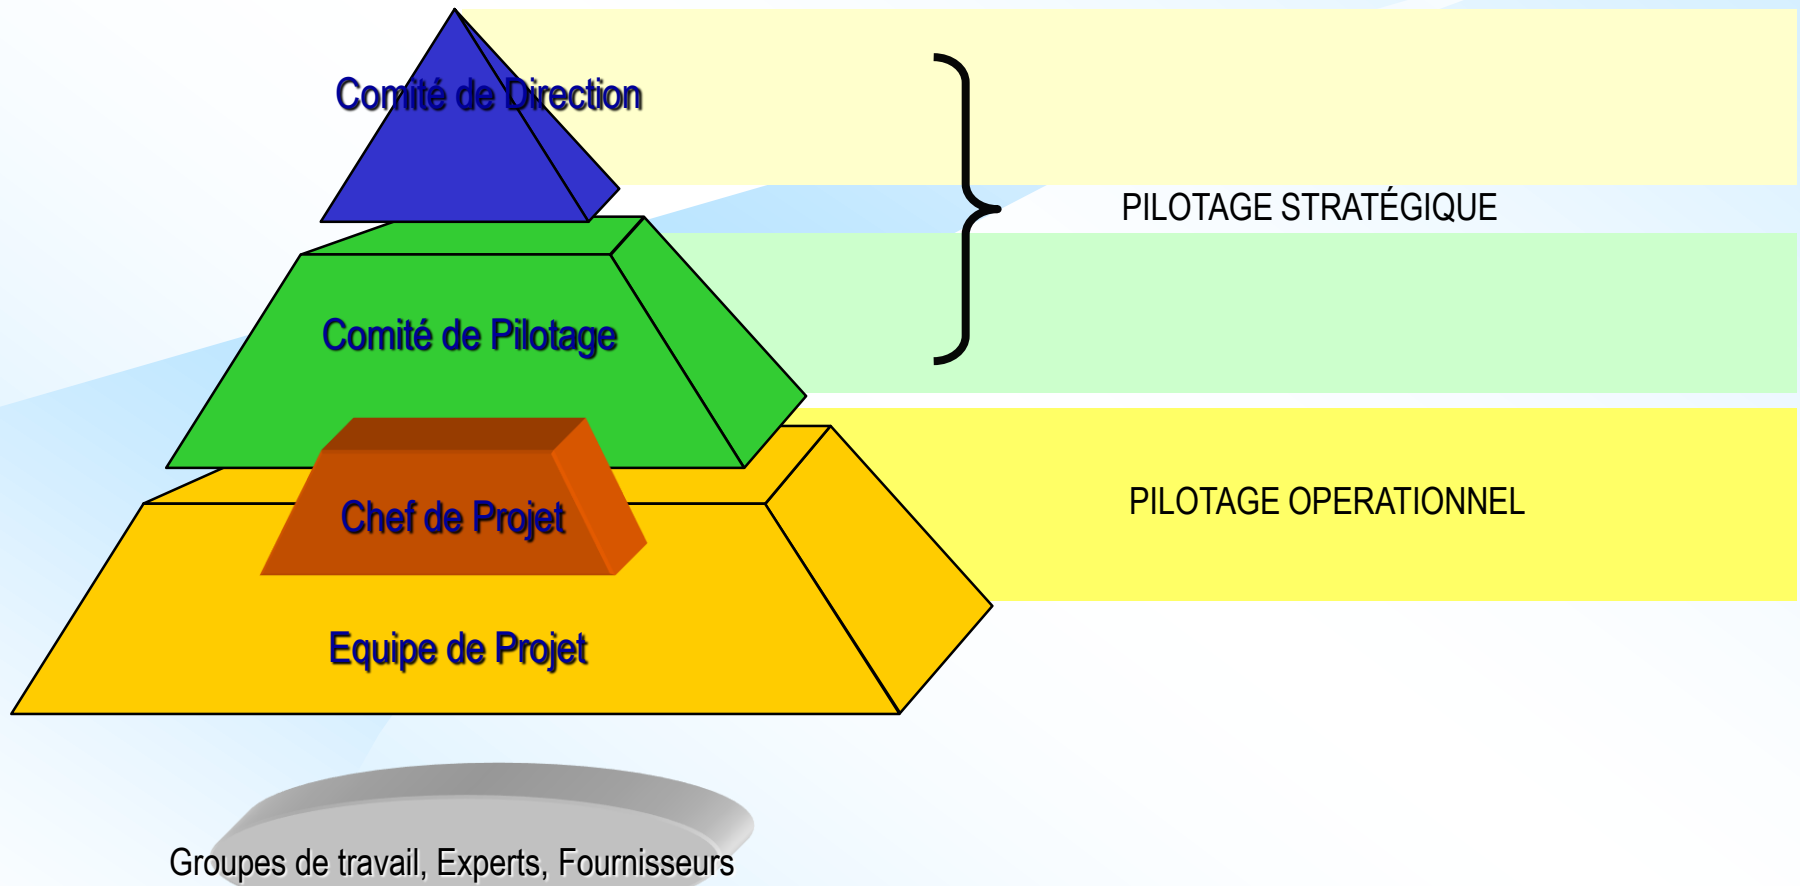 Comité de Direction
PILOTAGE STRATÉGIQUE
Comité de Pilotage
Chef de Projet
PILOTAGE OPERATIONNEL
Equipe de Projet
Groupes de travail, Experts, Fournisseurs